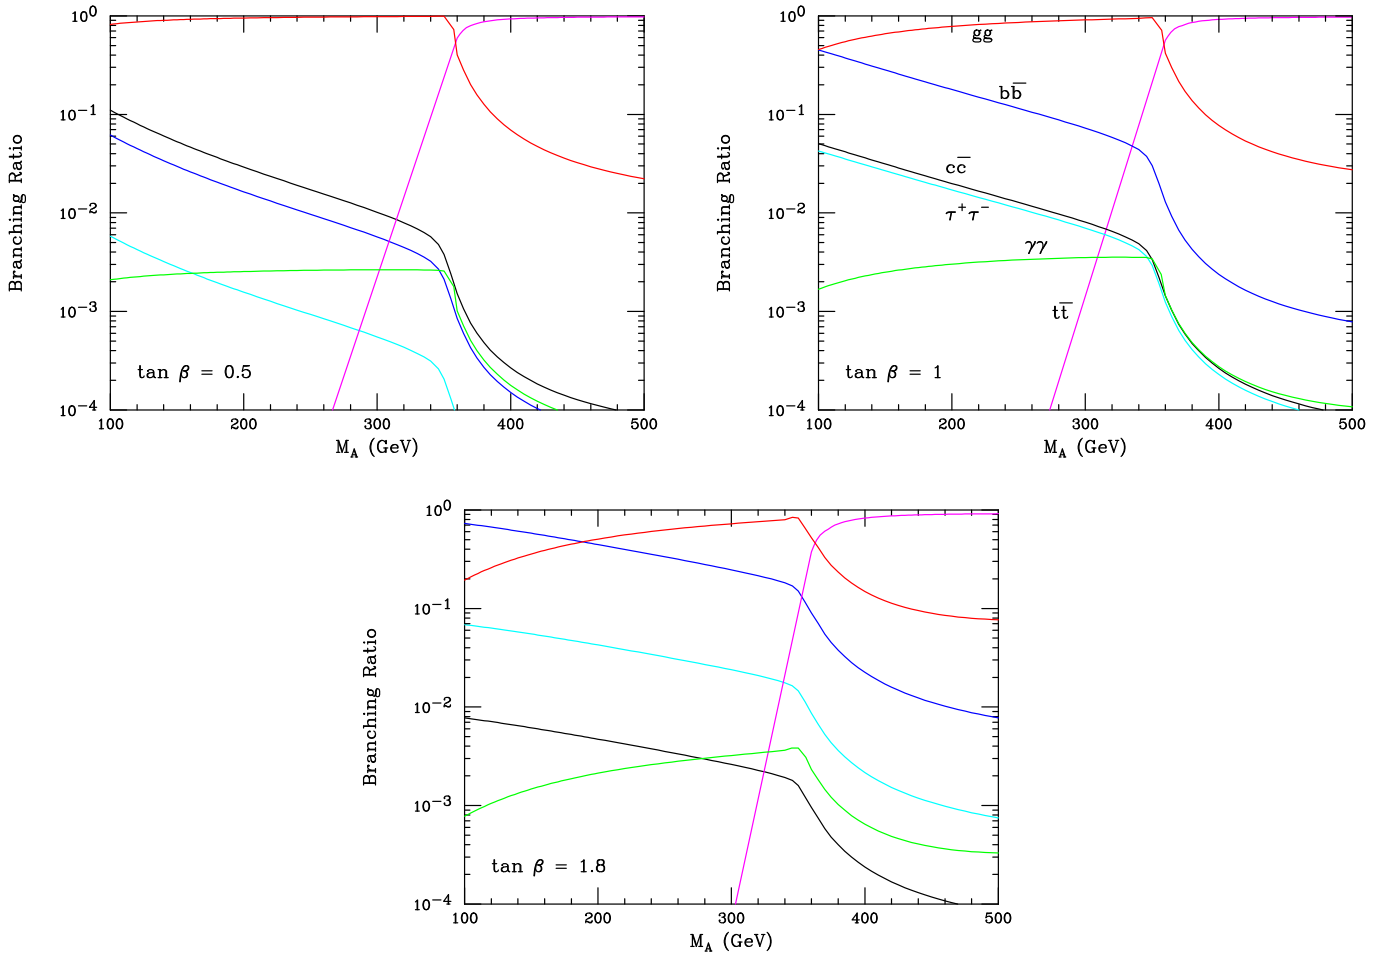 10^0
10^-1
10^-2
10^-3
10^-4
Branching Ratio
tan β = 0.5
100 200 300 400 500
M_A (GeV)
10^0
10^-1
10^-2
10^-3
10^-4
Branching Ratio
gg
bb̅
cc̅
τ^+τ^-
γγ
tt̅
tan β = 1
100 200 300 400 500
M_A (GeV)
10^0
10^-1
10^-2
10^-3
10^-4
Branching Ratio
tan β = 1.8
100 200 300 400 500
M_A (GeV)